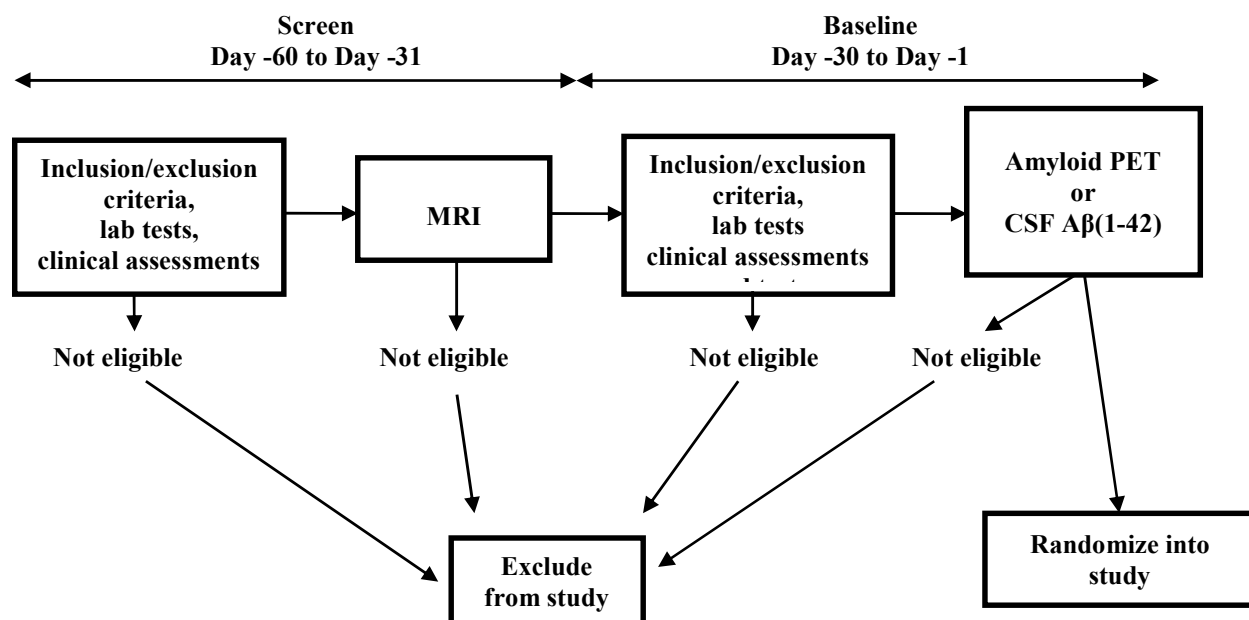 Screen
Day -60 to Day -31
Baseline
Day -30 to Day -1
Inclusion/exclusion
criteria,
lab tests,
clinical assessments
MRI
Inclusion/exclusion
criteria,
lab tests
clinical assessments
Amyloid PET
or
CSF Aβ(1-42)
Not eligible
Not eligible
Not eligible
Not eligible
Exclude
from study
Randomize into
study